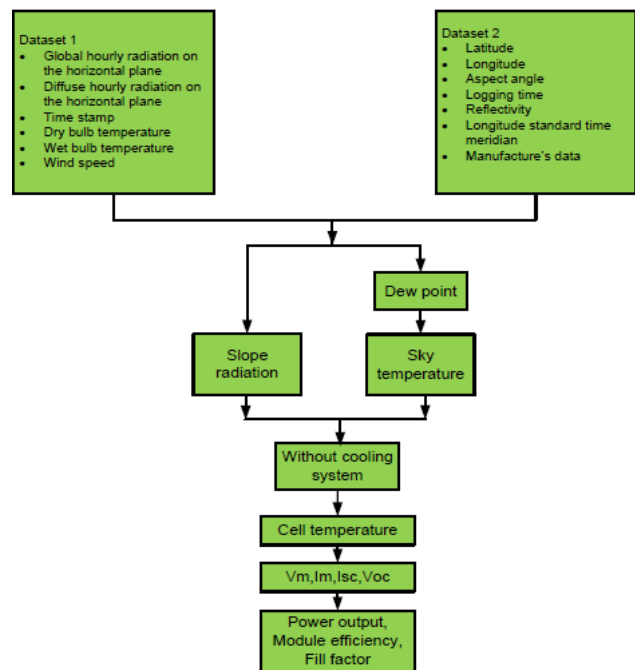 Dataset 1
• Global hourly radiation on
the horizontal plane
• Diffuse hourly radiation on
the horizontal plane
• Time stamp
• Dry bulb temperature
• Wet bulb temperature
• Wind speed
Dataset 2
• Latitude
• Longitude
• Aspect angle
• Logging time
• Reflectivity
• Longitude standard time
meridian
• Manufacture's data
Dew point
Slope
radiation
Sky
temperature
Without cooling
system
Cell temperature
Vm,Im,Isc,Voc
Power output,
Module efficiency,
Fill factor